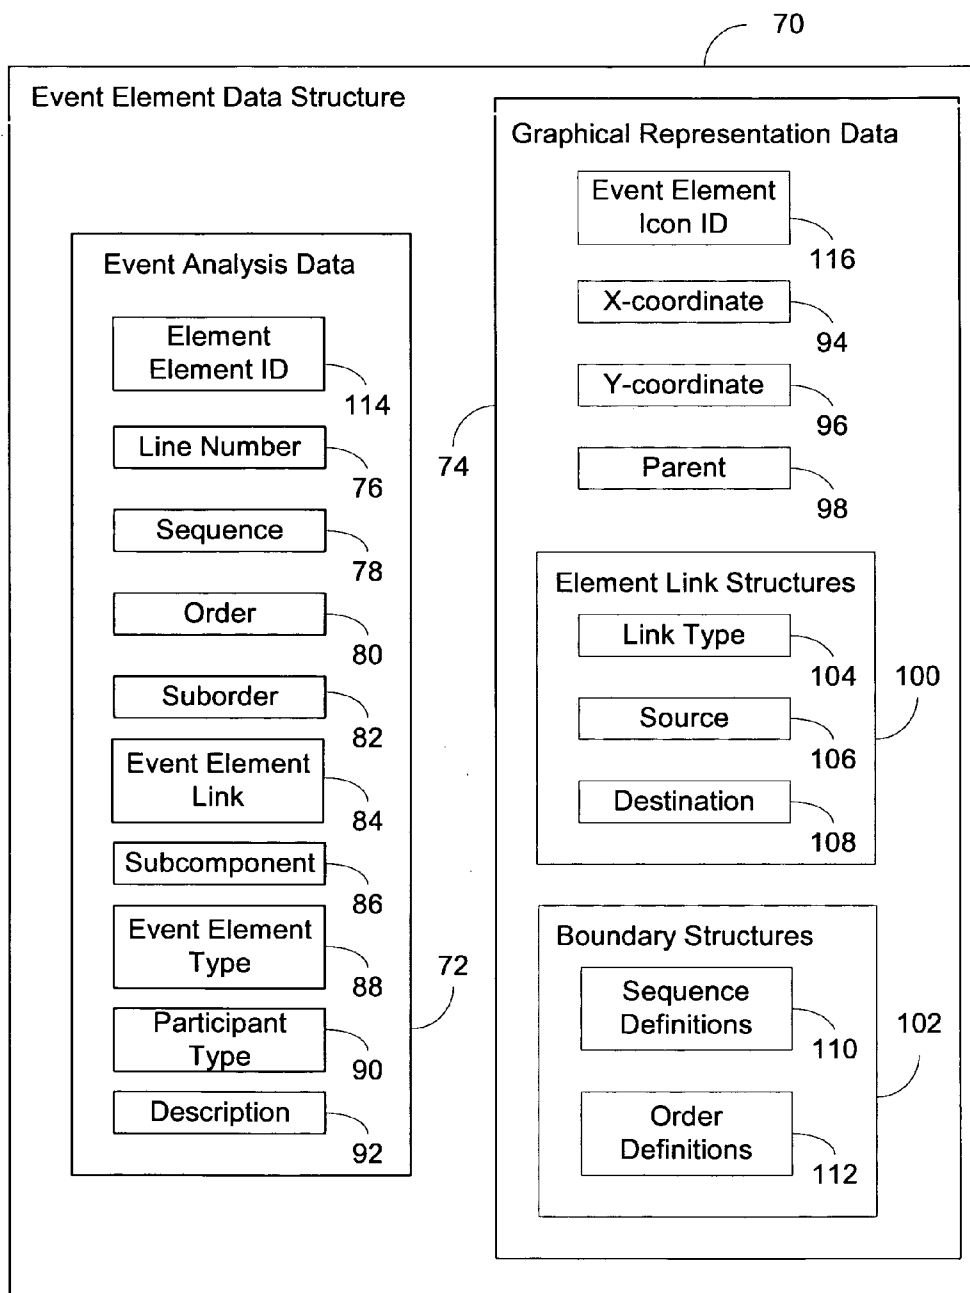 70
Event Element Data Structure
Event Analysis Data
Element
Element ID
114
Line Number
76
Sequence
78
Order
80
Suborder
82
Event Element
Link
84
Subcomponent
86
Event Element
Type
88
Participant
Type
90
Description
92
72
Graphical Representation Data
Event Element
Icon ID
116
X-coordinate
94
Y-coordinate
96
74
Parent
98
Element Link Structures
Link Type
104
100
Source
106
Destination
108
Boundary Structures
Sequence
Definitions
110
102
Order
Definitions
112